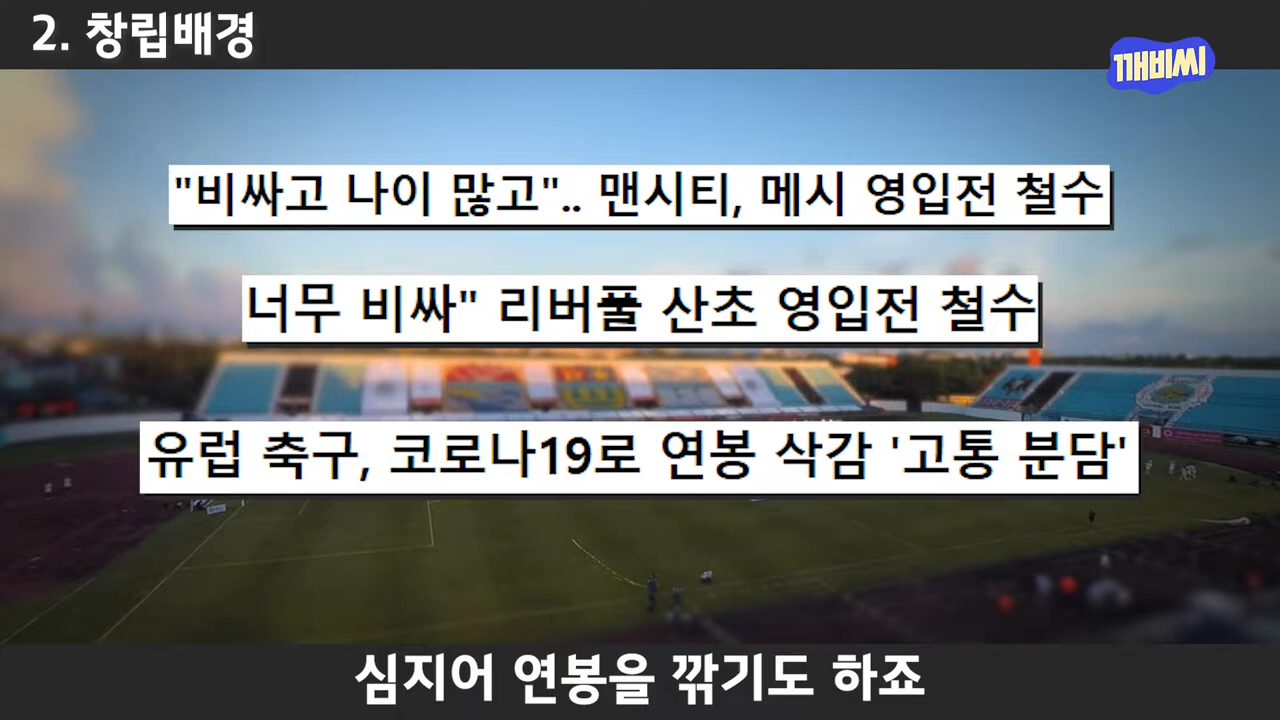 2. 창립배경
깨비씨
"비싸고 나이 많고".. 맨시티, 메시 영입전 철수
너무 비싸" 리버풀 산초 영입전 철수
유럽 축구, 코로나19로 연봉 삭감 '고통 분담'
심지어 연봉을 깎기도 하죠